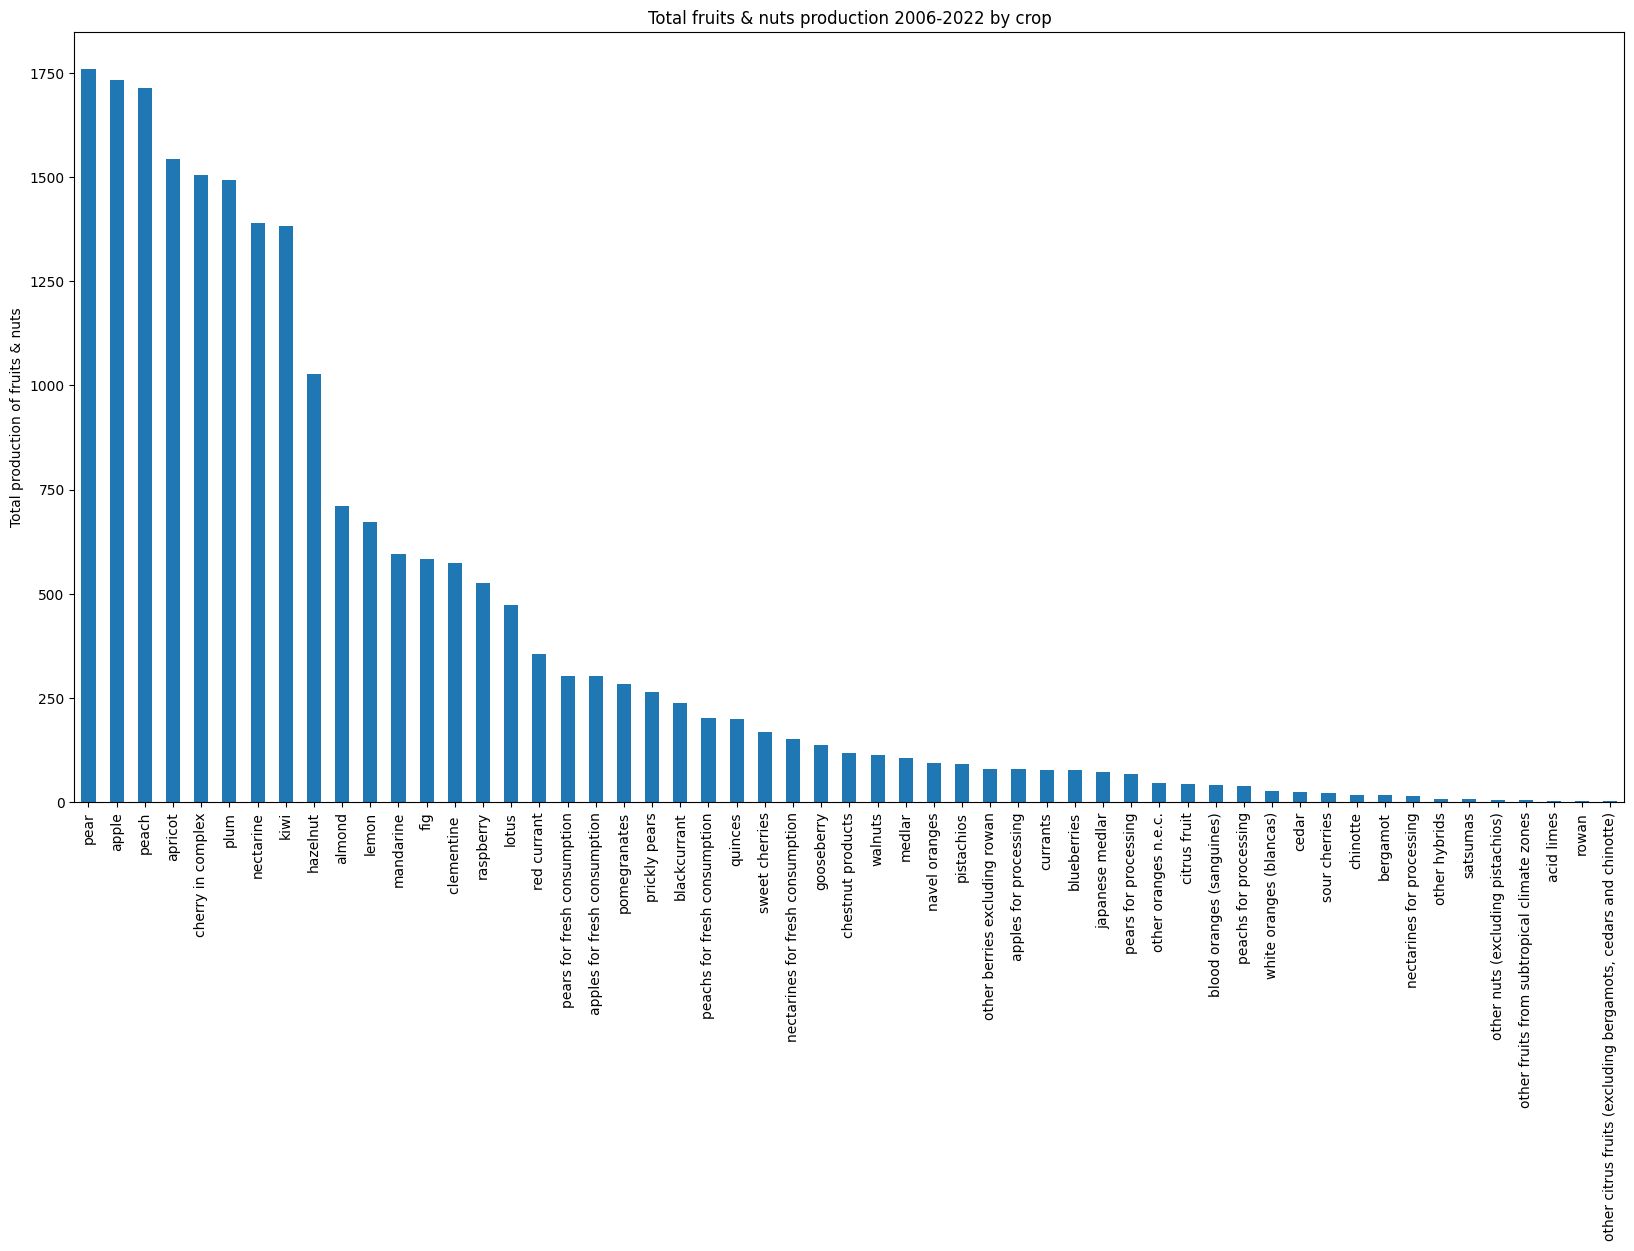 Total fruits & nuts production 2006-2022 by crop
Total production of fruits & nuts
1750
1500
1250
1000
750
500
250
0
pear
apple
peach
apricot
cherry in complex
plum
nectarine
kiwi
hazelnut
almond
lemon
mandarine
fig
clementine
raspberry
lotus
red currant
pears for fresh consumption
apples for fresh consumption
pomegranates
prickly pears
blackcurrant
peachs for fresh consumption
quinces
sweet cherries
nectarines for fresh consumption
gooseberry
chestnut products
walnuts
medlar
navel oranges
pistachios
other berries excluding rowan
apples for processing
currants
blueberries
japanese medlar
pears for processing
other oranges n.e.c.
citrus fruit
blood oranges (sanguines)
peachs for processing
white oranges (blancas)
cedar
sour cherries
chinotte
bergamot
nectarines for processing
other hybrids
satsumas
other nuts (excluding pistachios)
other fruits from subtropical climate zones
acid limes
rowan
other citrus fruits (excluding bergamots, cedars and chinotte)